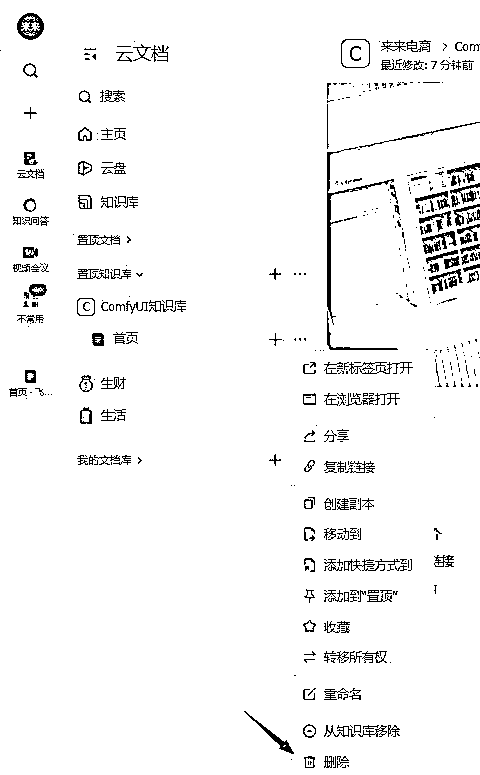 来来
云文档
来来电商 > Com
最近修改: 7 分钟前
搜索
主页
云盘
知识库
云文档
知识问答
视频会议
不常用
首页 - 飞...
置顶文档 >
置顶知识库
C ComfyUI知识库
首页
生财
生活
我的文档库 >
在新标签页打开
在浏览器打开
分享
复制链接
创建副本
移动到
添加快捷方式到
连接
添加到“置顶”
收藏
转移所有权
重命名
从知识库移除
删除